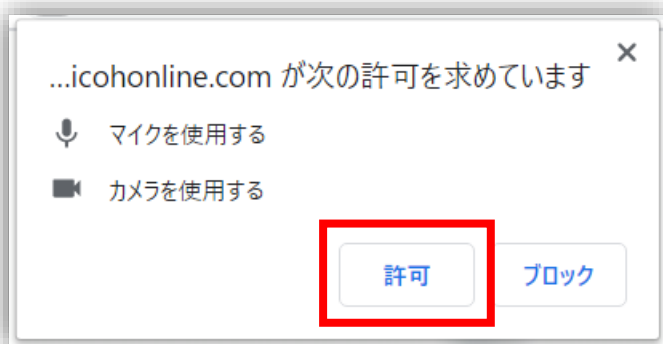 ...icohonline.com が次の許可を求めています
マイクを使用する
カメラを使用する
許可
ブロック